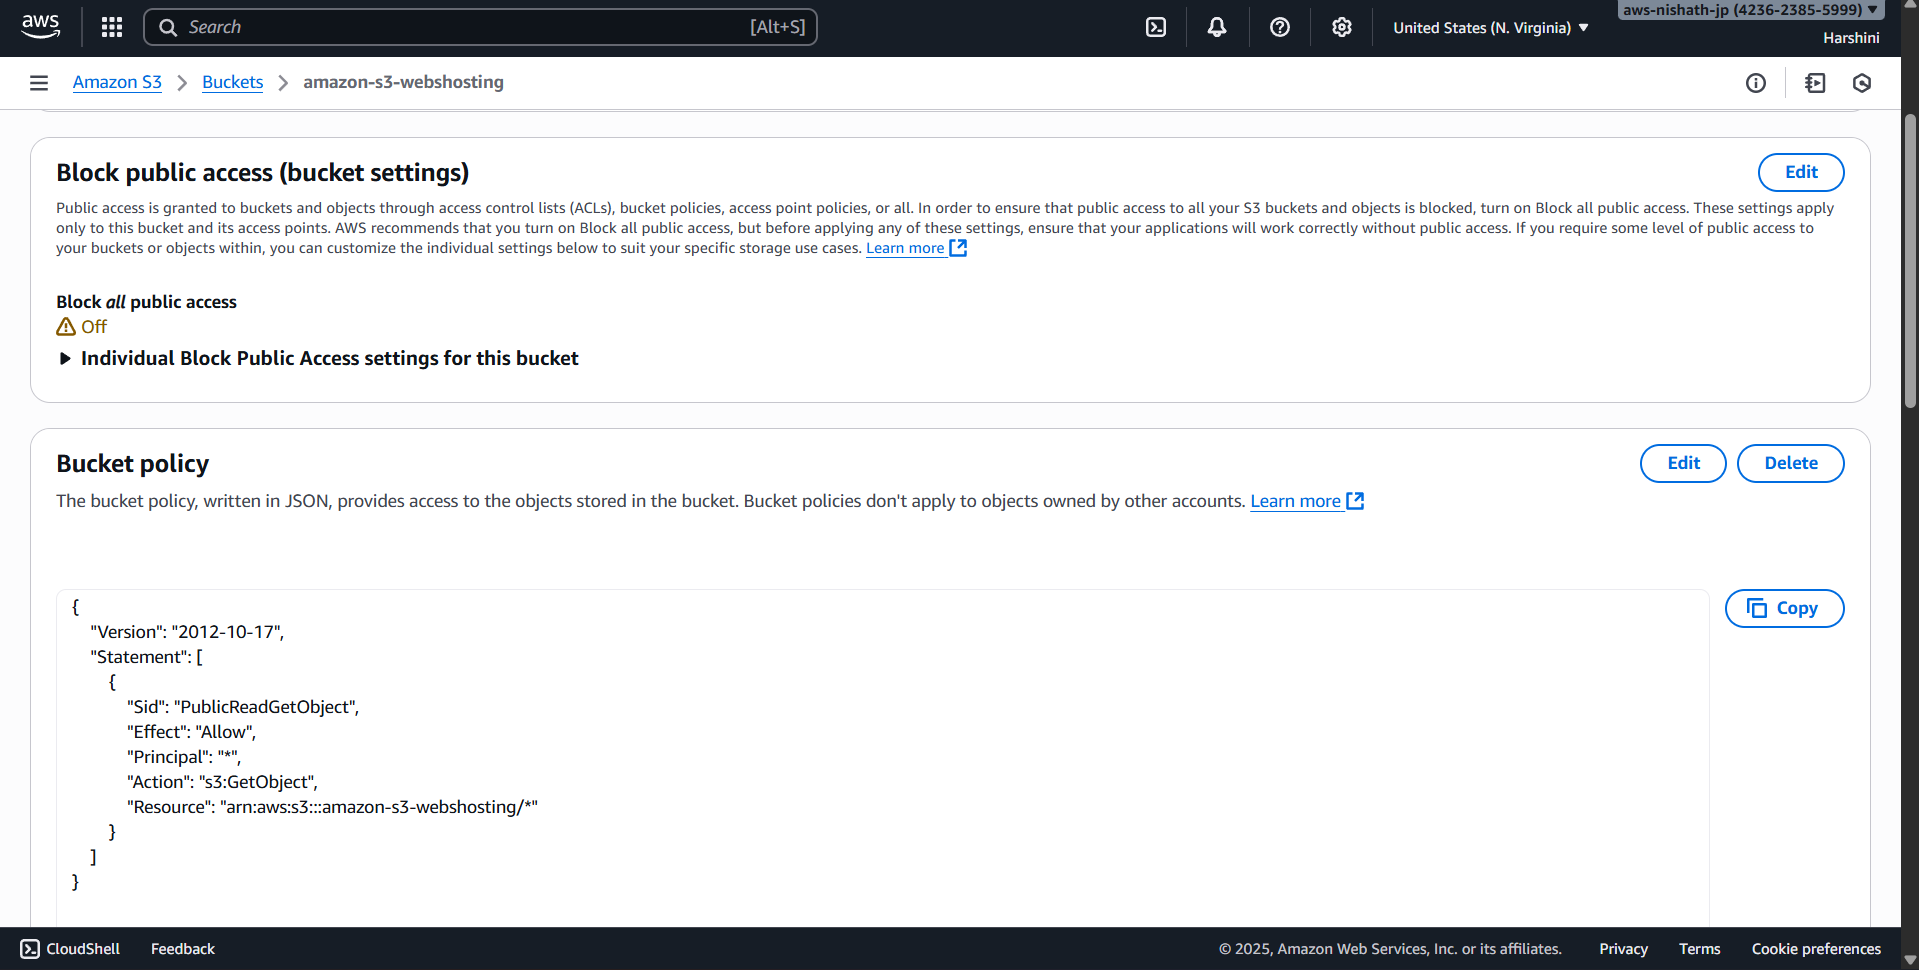 aws
Search
[Alt+S]
United States (N. Virginia)
aws-nishath-jp (4236-2385-5999)
Harshini
Amazon S3
Buckets
amazon-s3-webshosting
Block public access (bucket settings)
Edit
Public access is granted to buckets and objects through access control lists (ACLs), bucket policies, access point policies, or all. In order to ensure that public access to all your S3 buckets and objects is blocked, turn on Block all public access. These settings apply
only to this bucket and its access points. AWS recommends that you turn on Block all public access, but before applying any of these settings, ensure that your applications will work correctly without public access. If you require some level of public access to
your buckets or objects within, you can customize the individual settings below to suit your specific storage use cases. Learn more
Block all public access
Off
Individual Block Public Access settings for this bucket
Bucket policy
Edit
Delete
The bucket policy, written in JSON, provides access to the objects stored in the bucket. Bucket policies don't apply to objects owned by other accounts. Learn more
Copy
{
"Version": "2012-10-17",
"Statement": [
{
"Sid": "PublicReadGetObject",
"Effect": "Allow",
"Principal": "*",
"Action": "s3:GetObject",
"Resource": "arn:aws:s3:::amazon-s3-webshosting/*"
}
]
}
CloudShell
Feedback
© 2025, Amazon Web Services, Inc. or its affiliates.
Privacy
Terms
Cookie preferences